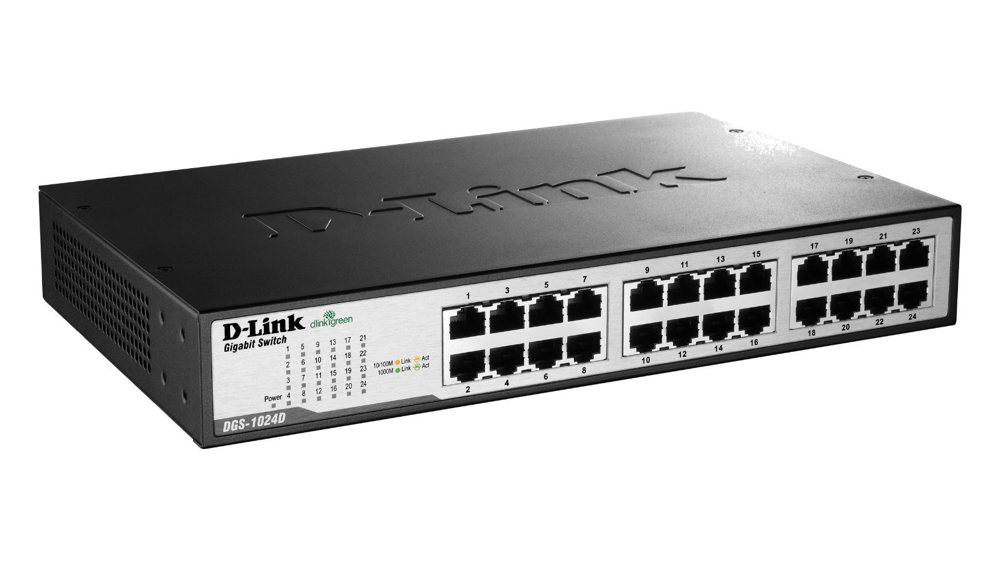 D-Link
D-Link dlinkgreen
Gigabit Switch
1 5 9 13 17 21
2 6 10 14 18 22
3 7 11 15 19 23
Power 4 8 12 16 20 24
10/100M Link Act
1000M Link Act
DGS-1024D
1 3 5 7 9 11 13 15 17 19 21 23
2 4 6 8 10 12 14 16 18 20 22 24